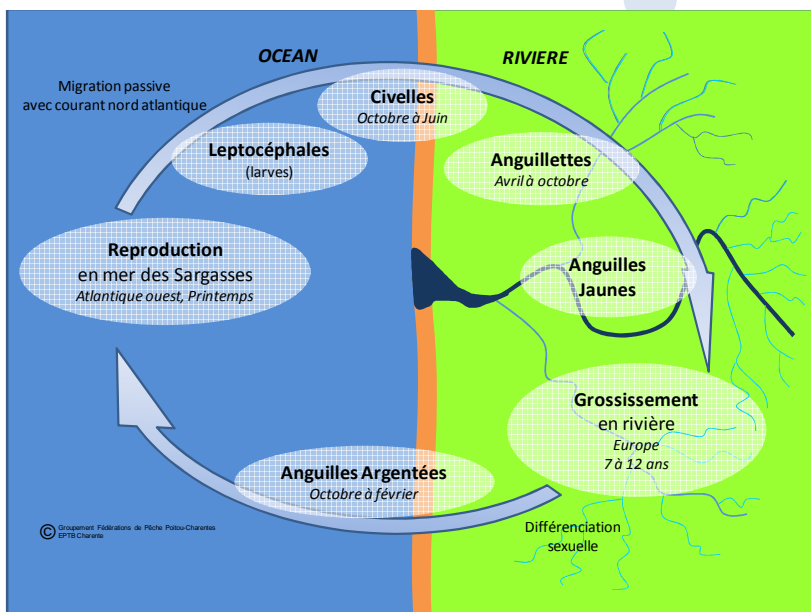 OCEAN
RIVIERE
Migration passive
avec courant nord atlantique
Civelles
Octobre à Juin
Leptocéphales
(larves)
Anguillettes
Avril à octobre
Reproduction
en mer des Sargasses
Atlantique ouest, Printemps
Anguilles
Jaunes
Grossissement
en rivière
Europe
7 à 12 ans
Anguilles Argentées
Octobre à février
Différenciation
sexuelle
© Groupement Fédérations de Pêche Poitou-Charentes
EPTB Charente